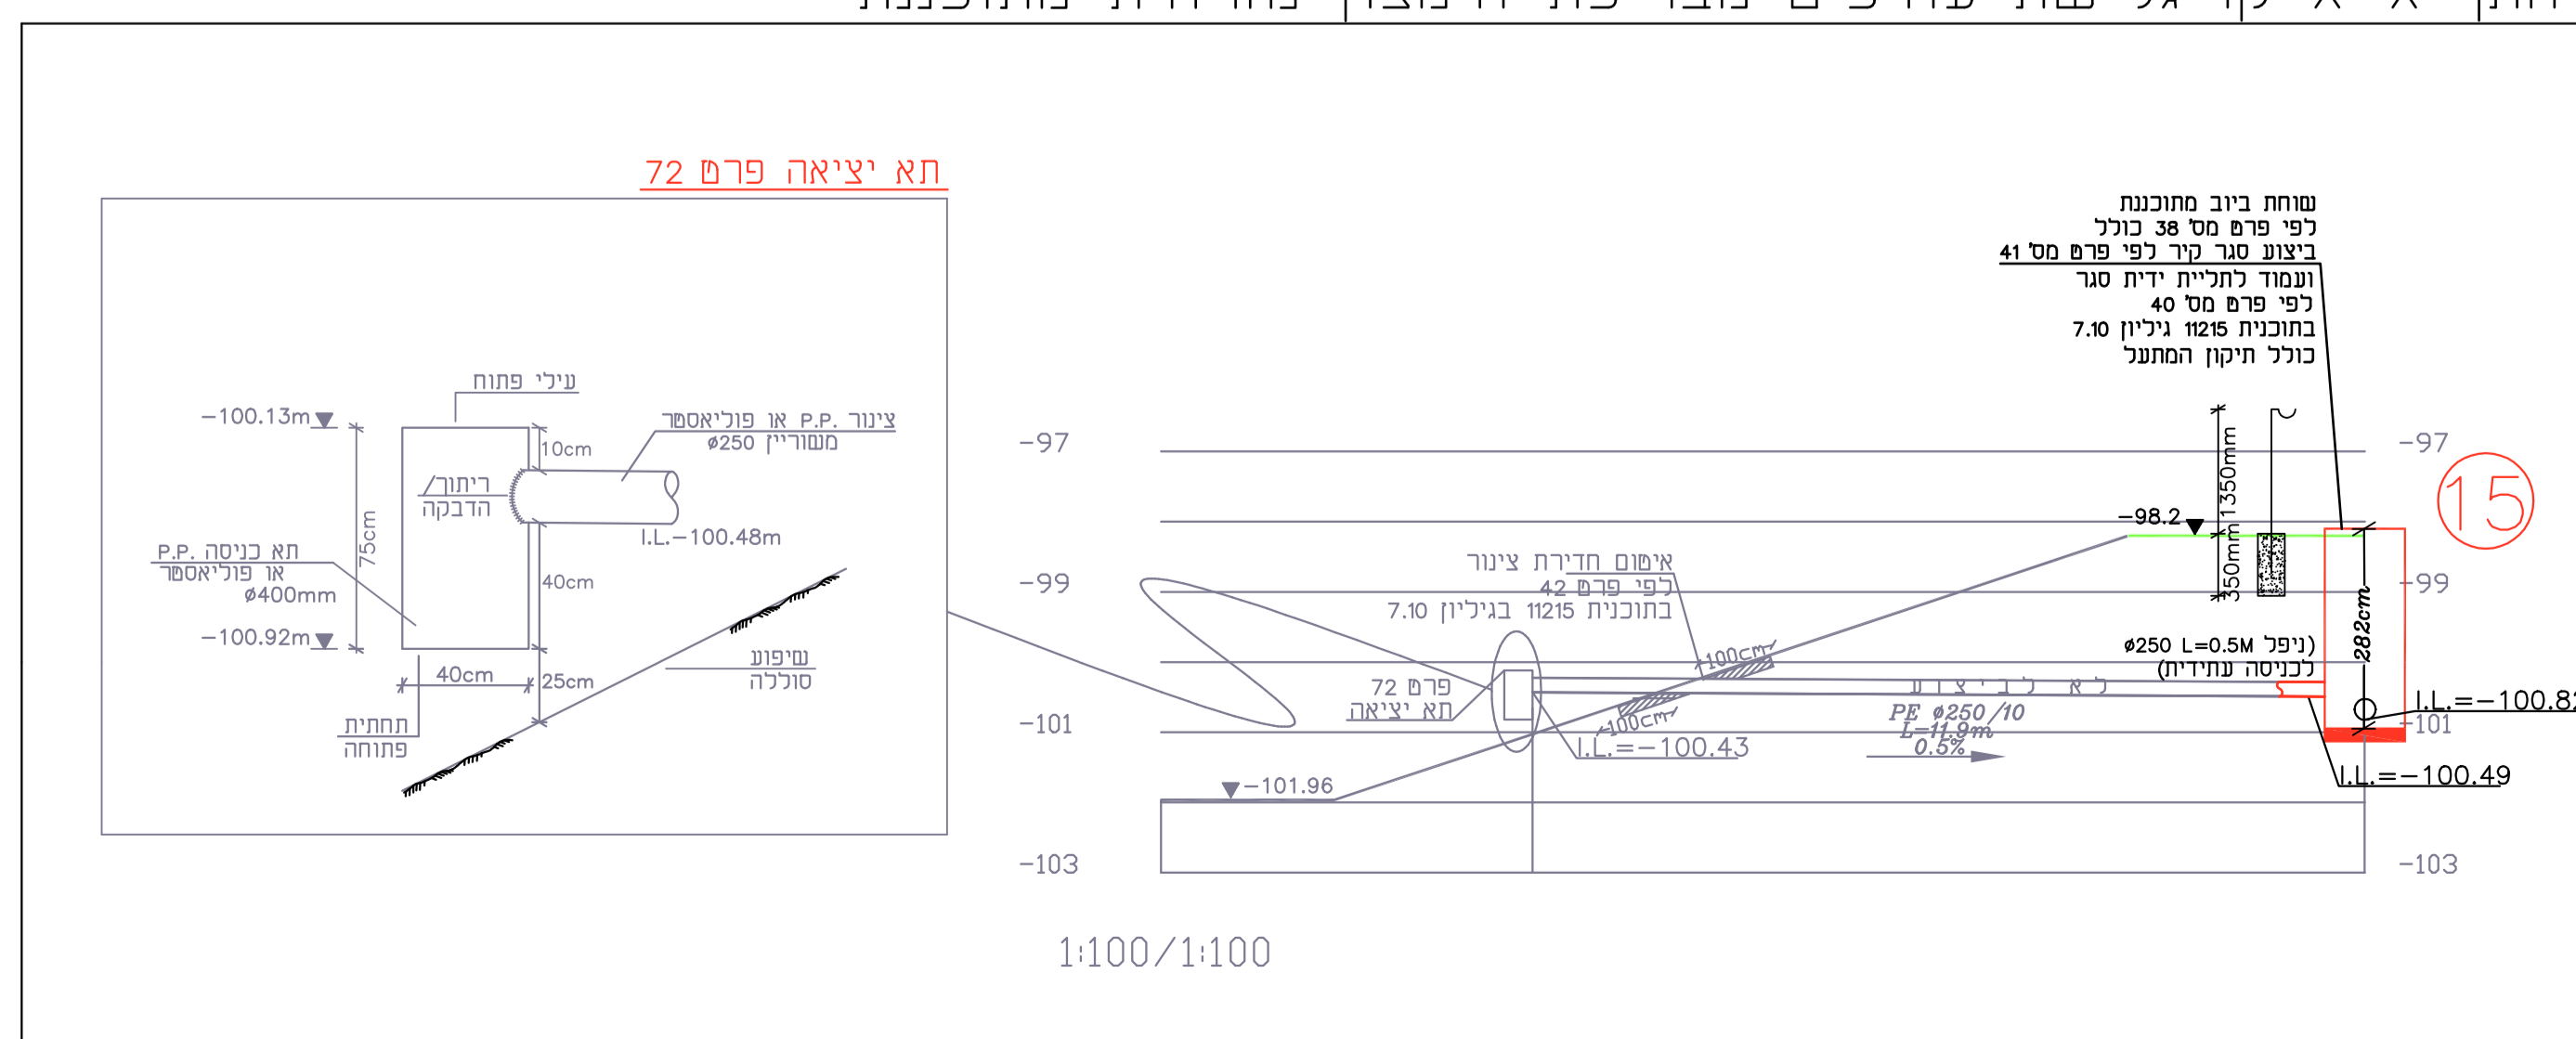 תא יציאה פרט 72
עילי פתוח
-100.13m
10cm
צינור P.P. או פוליאסטר
משוריין ø250
ריתוך/
הדבקה
I.L.-100.48m
75cm
תא כניסה P.P.
או פוליאסטר
ø400mm
40cm
-100.92m
40cm
25cm
שיפוע
סוללה
תחתית
פתוחה
שוחת ביוב מתוכננת
לפי פרט מס' 38 כולל
ביצוע סגר קיר לפי פרט מס' 41
ועמוד לתליית ידית סגר
לפי פרט מס' 40
בתוכנית 11215 גיליון 7.10
כולל תיקון המתעל
-97
-97
15
1350mm
-98.2
350mm
-99
-99
איטום חדירת צינור
לפי פרט 42
בתוכנית 11215 בגיליון 7.10
282cm
(ניפל ø250 L=0.5M
לכניסה עתידית)
100cm
פרט 72
תא יציאה
לא לביצוע
I.L.=-100.82
-101
-101
100cm
PE ø250/10
L=11.9m
0.5%
I.L.=-100.43
I.L.=-100.49
-101.96
-103
-103
1:100/1:100